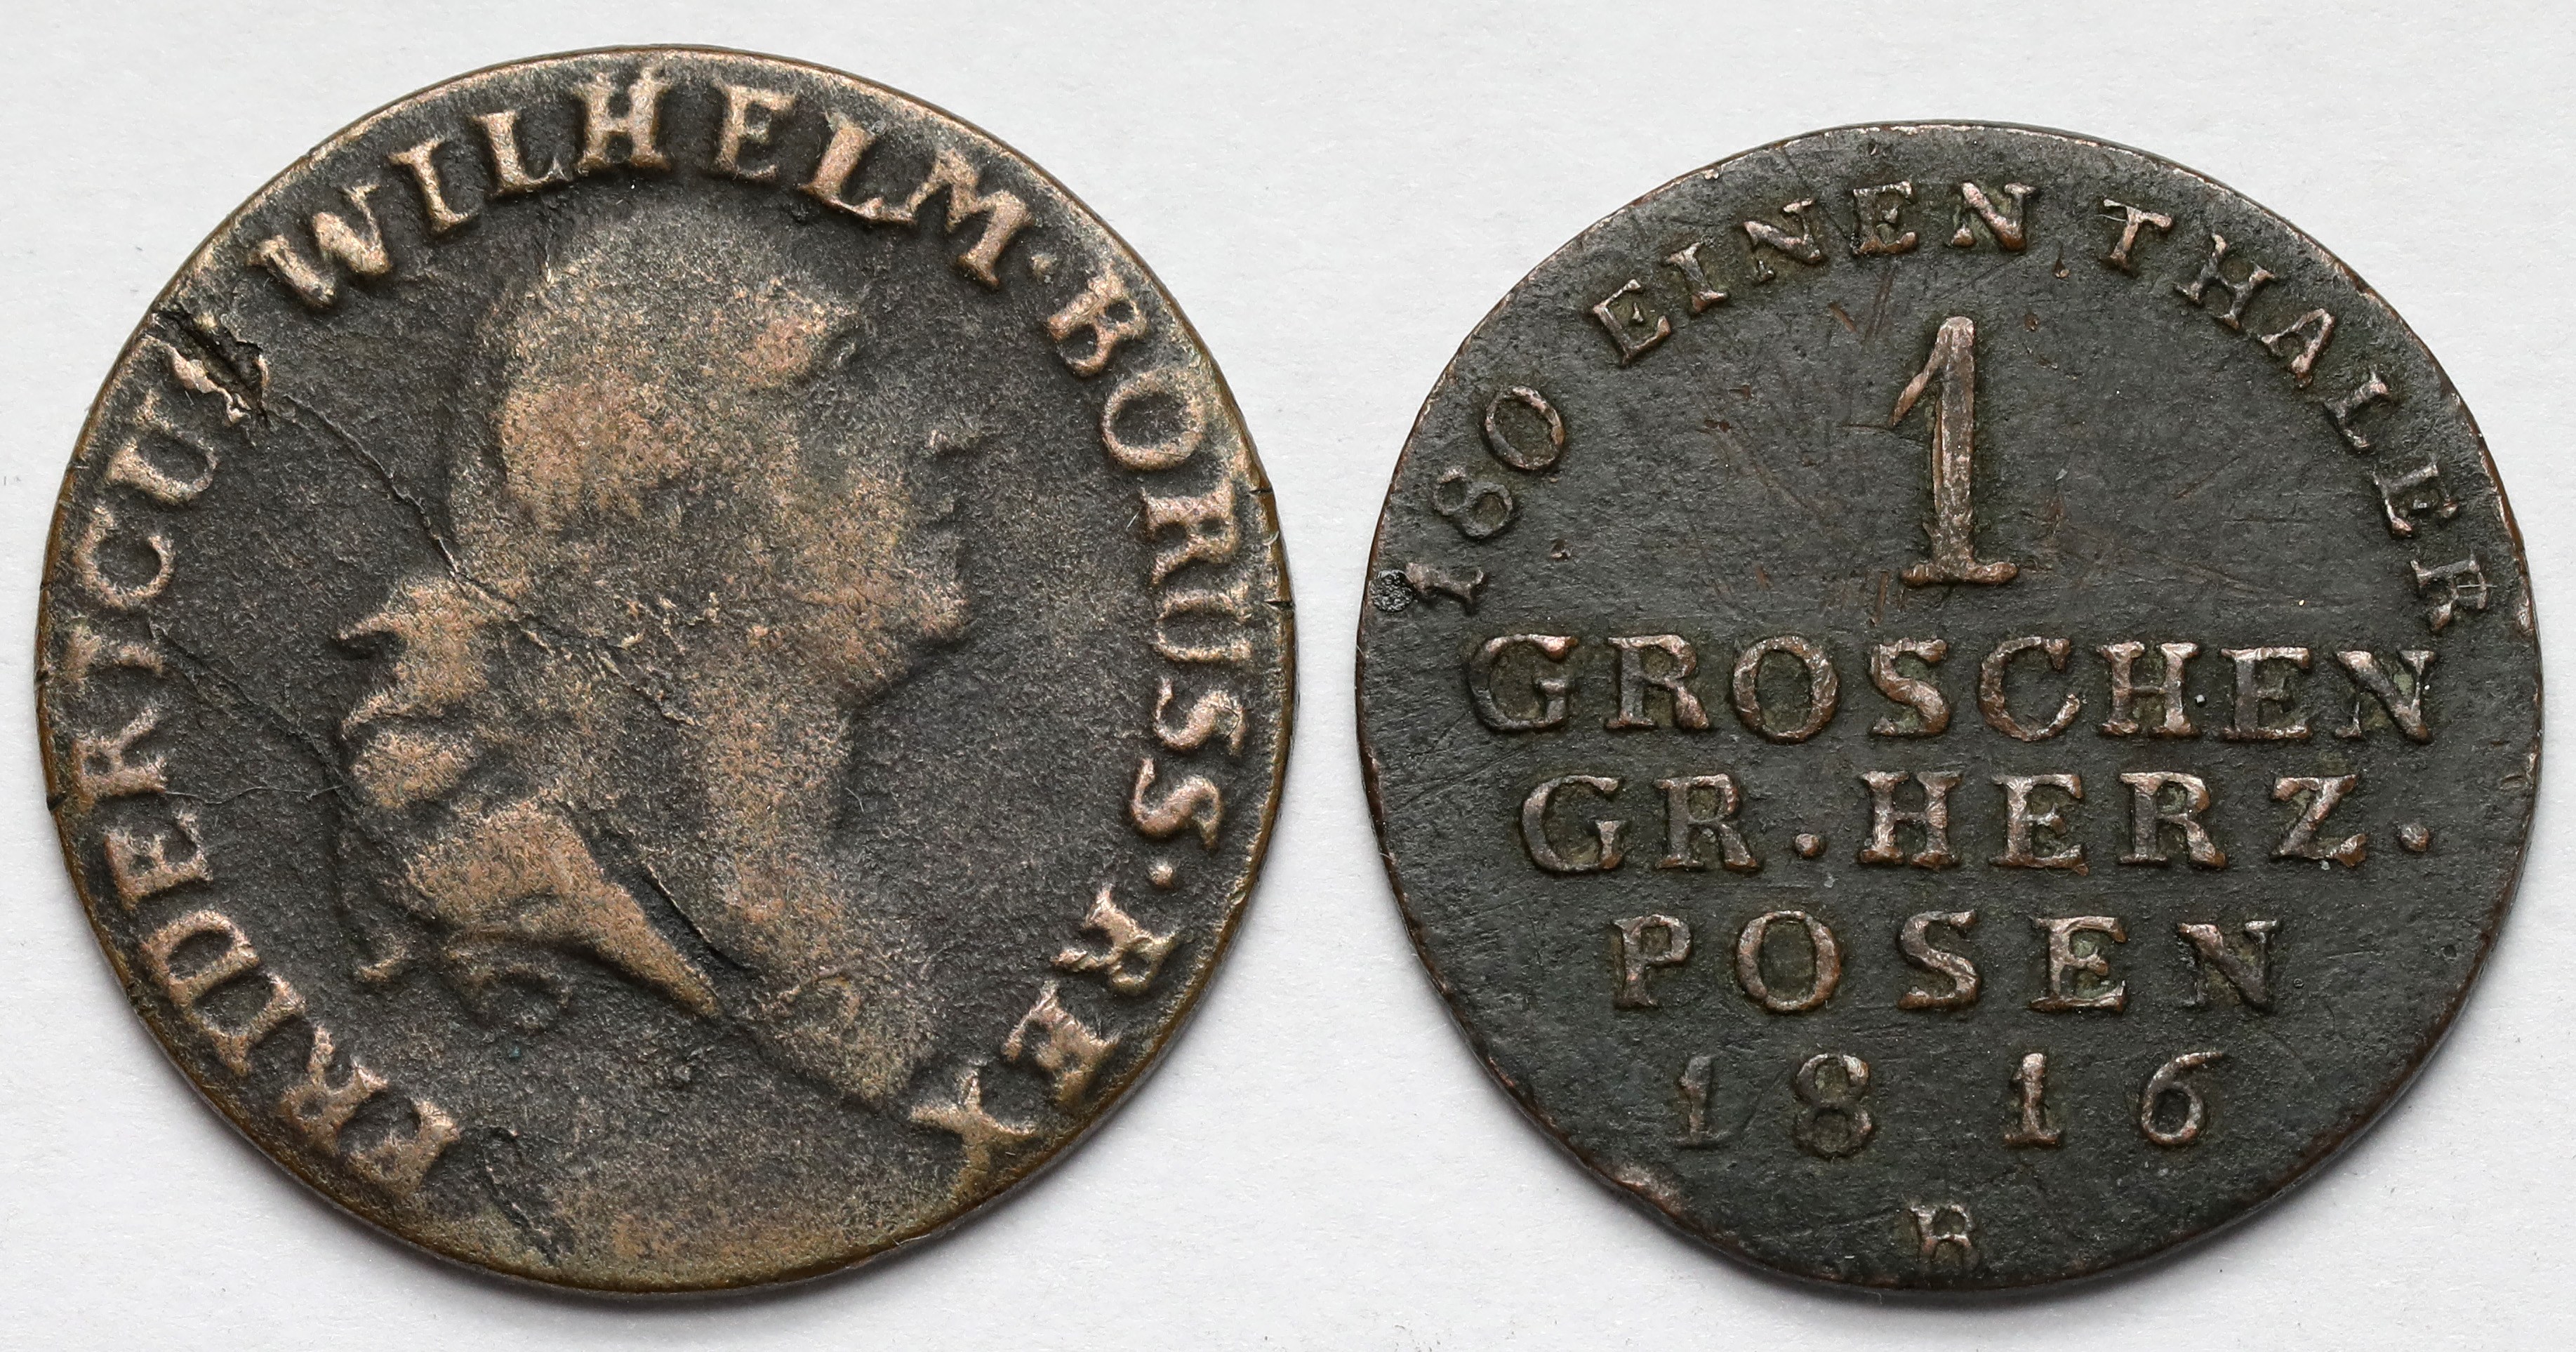 FRIDERICUS WILHELM · BORUSS · REX
180 EINEN THALER
1
GROSCHEN
GR . HERZ .
POSEN
1816
B